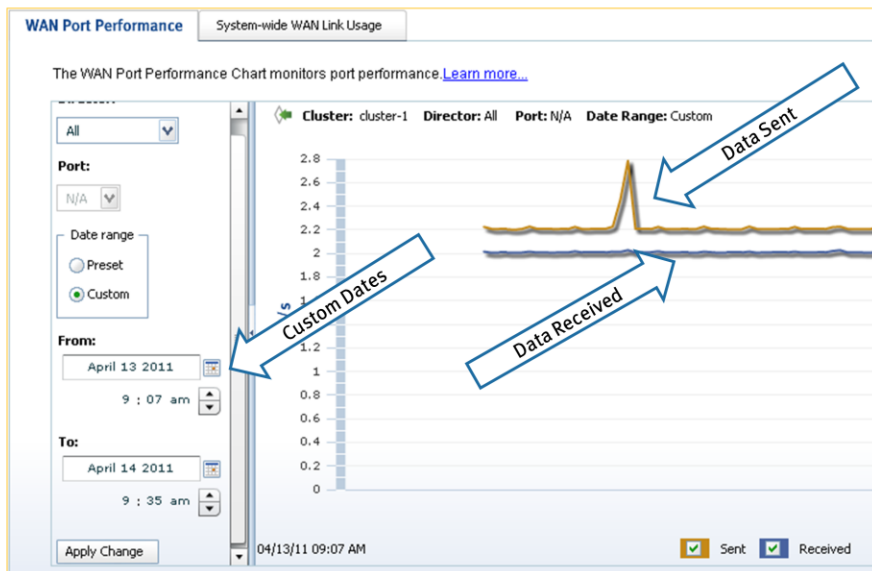 WAN Port Performance
System-wide WAN Link Usage
The WAN Port Performance Chart monitors port performance.Learn more...
All
Port:
N/A
Date range
Preset
Custom
From:
April 13 2011
9 : 07 am
To:
April 14 2011
9 : 35 am
Apply Change
Cluster: cluster-1 Director: All Port: N/A Date Range: Custom
2.8
2.6
2.4
2.2
2
1.8
1.2
1
0.8
0.6
0.4
0.2
0
Data Sent
Custom Dates
Data Received
04/13/11 09:07 AM
Sent
Received